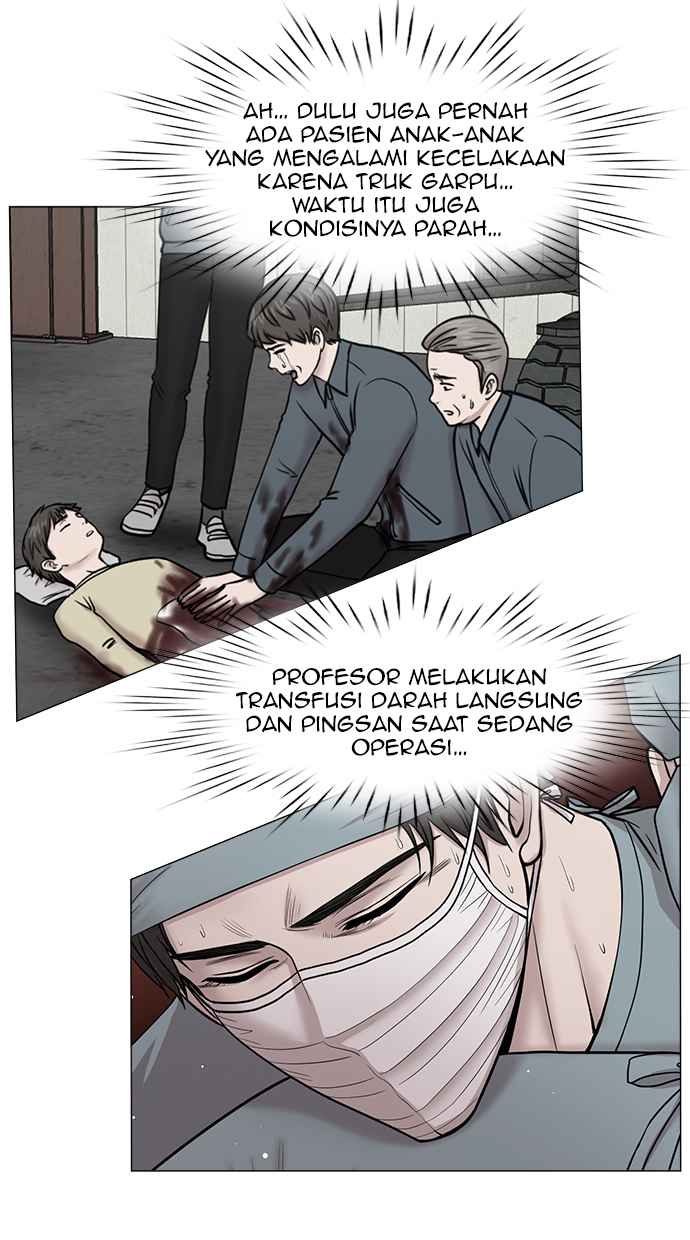 AH... DULU JUGA PERNAH
ADA PASIEN ANAK-ANAK
YANG MENGALAMI KECELAKAAN
KARENA TRUK GARPU...
WAKTU ITU JUGA
KONDISINYA PARAH...
PROFESOR MELAKUKAN
TRANSFUSI DARAH LANGSUNG
DAN PINGSAN SAAT SEDANG
OPERASI...